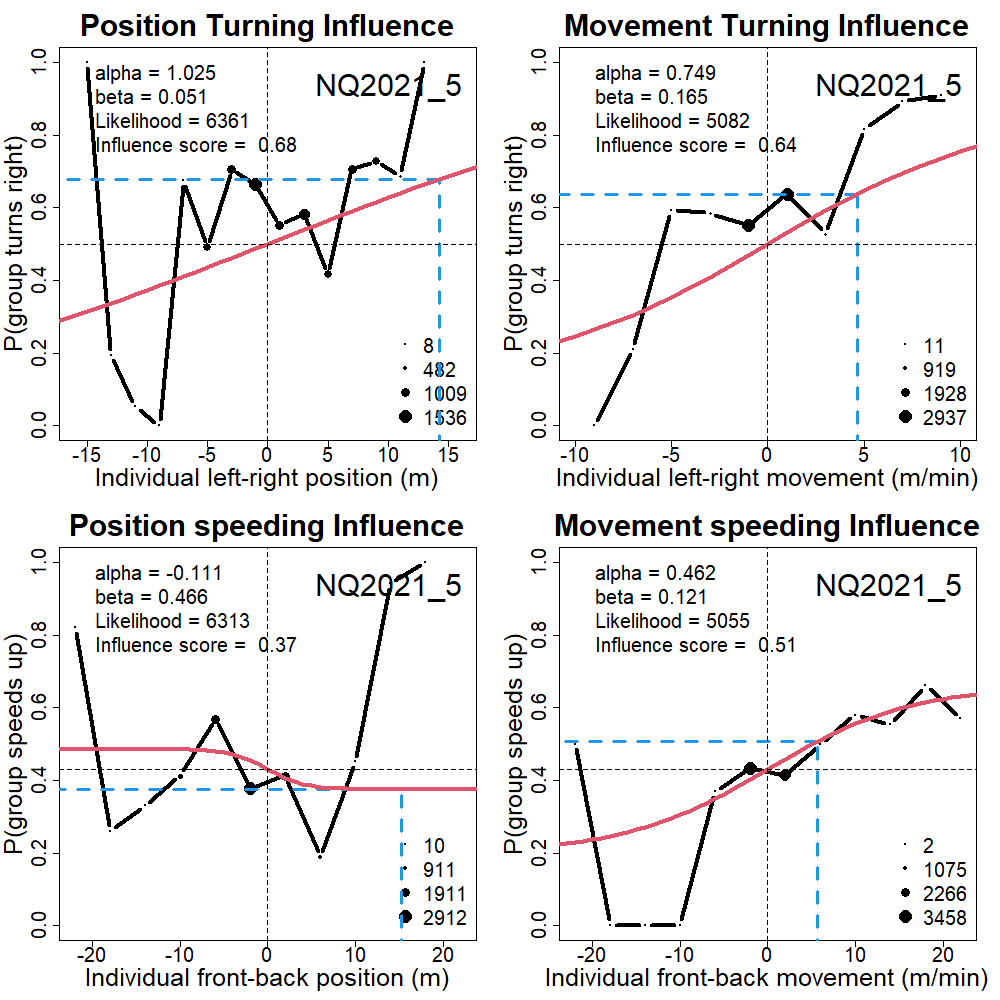 Position Turning Influence
alpha = 1.025
beta = 0.051
Likelihood = 6361
Influence score = 0.68
NQ2021_5
P(group turns right)
0.0 0.2 0.4 0.6 0.8 1.0
8
482
1009
1536
-15 -10 -5 0 5 10 15
Individual left-right position (m)
Movement Turning Influence
alpha = 0.749
beta = 0.165
Likelihood = 5082
Influence score = 0.64
NQ2021_5
P(group turns right)
0.0 0.2 0.4 0.6 0.8 1.0
11
919
1928
2937
-10 -5 0 5 10
Individual left-right movement (m/min)
Position speeding Influence
alpha = -0.111
beta = 0.466
Likelihood = 6313
Influence score = 0.37
NQ2021_5
P(group speeds up)
0.0 0.2 0.4 0.6 0.8 1.0
10
911
1911
2912
-20 -10 0 10 20
Individual front-back position (m)
Movement speeding Influence
alpha = 0.462
beta = 0.121
Likelihood = 5055
Influence score = 0.51
NQ2021_5
P(group speeds up)
0.0 0.2 0.4 0.6 0.8 1.0
2
1075
2266
3458
-20 -10 0 10 20
Individual front-back movement (m/min)